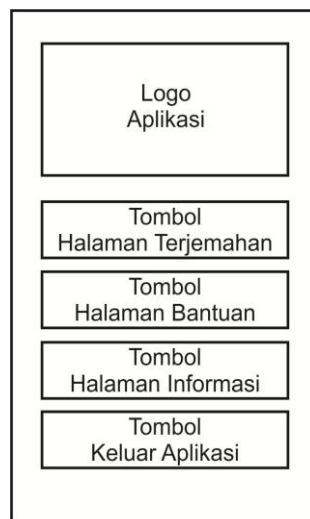 Logo
Aplikasi
Tombol
Halaman Terjemahan
Tombol
Halaman Bantuan
Tombol
Halaman Informasi
Tombol
Keluar Aplikasi